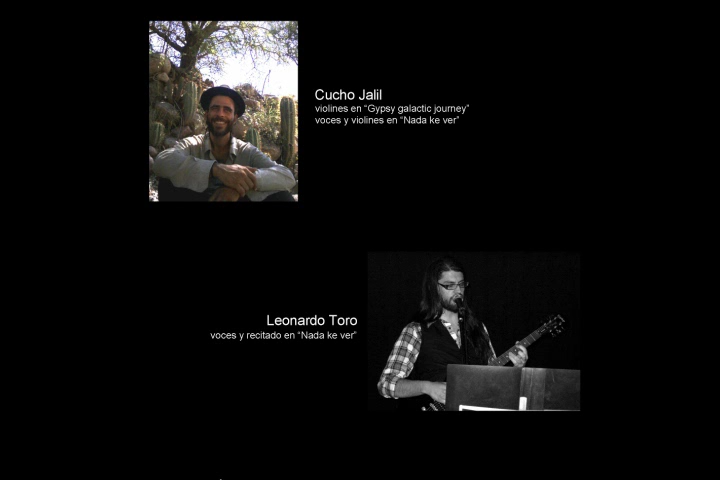 Cucho Jalil
violines en “Gypsy galactic journey”
voces y violines en “Nada ke ver”
Leonardo Toro
voces y recitado en “Nada ke ver”